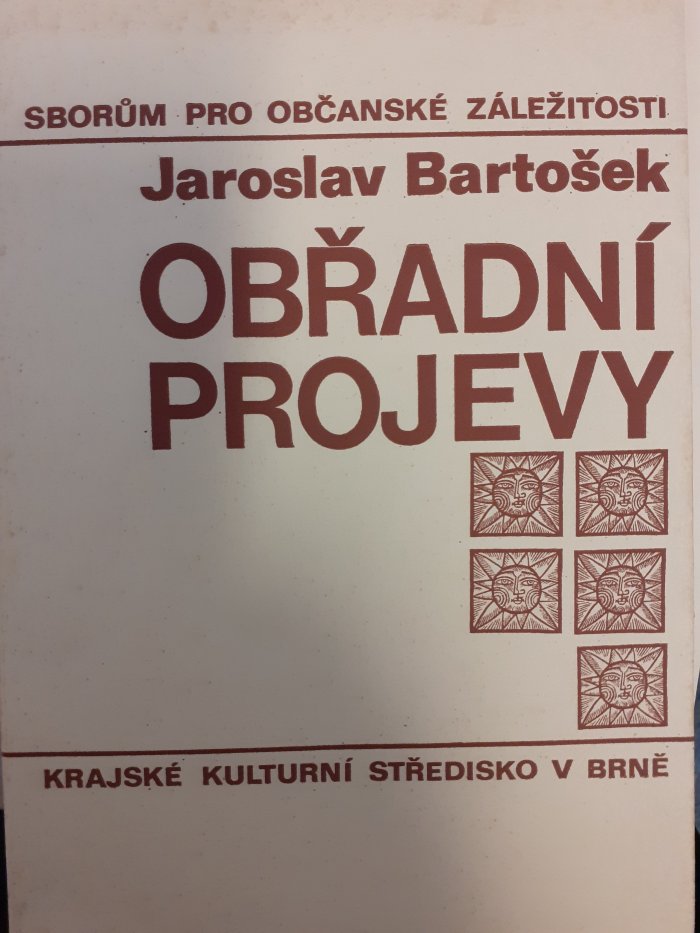 SBORŮM PRO OBČANSKÉ ZÁLEŽITOSTI
Jaroslav Bartošek
OBŘADNÍ
PROJEVY
KRAJSKÉ KULTURNÍ STŘEDISKO V BRNĚ